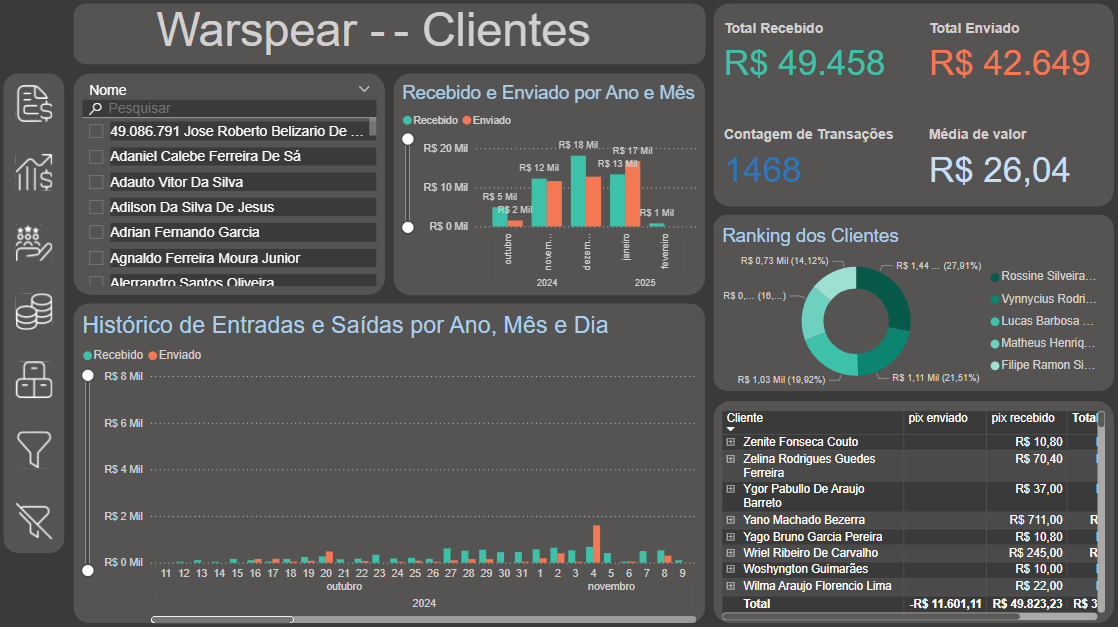 Warspear - - Clientes
Nome
Pesquisar
49.086.791 Jose Roberto Belizario De ...
Adaniel Calebe Ferreira De Sá
Adauto Vitor Da Silva
Adilson Da Silva De Jesus
Adrian Fernando Garcia
Agnaldo Ferreira Moura Junior
Alerrandro Santos Oliveira
Recebido e Enviado por Ano e Mês
Recebido Enviado
R$ 20 Mil
R$ 10 Mil
R$ 0 Mil
R$ 5 Mil
R$ 2 Mil
R$ 12 Mil
R$ 18 Mil
R$ 13 Mil
R$ 17 Mil
R$ 1 Mil
outubro
novem...
dezem...
janeiro
fevereiro
2024 2025
Total Recebido
R$ 49.458
Total Enviado
R$ 42.649
Contagem de Transações
1468
Média de valor
R$ 26,04
Histórico de Entradas e Saídas por Ano, Mês e Dia
Recebido Enviado
R$ 8 Mil
R$ 6 Mil
R$ 4 Mil
R$ 2 Mil
R$ 0 Mil
11 12 13 14 15 16 17 18 19 20 21 22 23 24 25 26 27 28 29 30 31 1 2 3 4 5 6 7 8 9
outubro novembro
2024
Ranking dos Clientes
R$ 0,73 Mil (14,12%)
R$ 1,44 ... (27,91%)
R$ 0,... (16,...)
R$ 1,03 Mil (19,92%)
R$ 1,11 Mil (21,51%)
Rossine Silveira...
Vynnycius Rodri...
Lucas Barbosa ...
Matheus Henriq...
Filipe Ramon Si...
Cliente pix enviado pix recebido Total
Zenite Fonseca Couto R$ 10,80
Zelina Rodrigues Guedes R$ 70,40
Ferreira
Ygor Pabullo De Araujo R$ 37,00
Barreto
Yano Machado Bezerra R$ 711,00 R
Yago Bruno Garcia Pereira R$ 10,80
Wriel Ribeiro De Carvalho R$ 245,00 R
Woshyngton Guimarães R$ 10,00
Wilma Araujo Florencio Lima R$ 22,00
Total -R$ 11.601,11 R$ 49.823,23 R$ 3